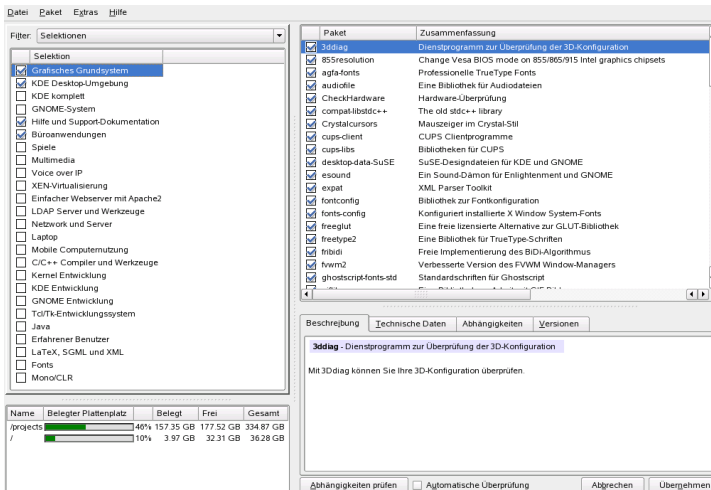 Datei Paket Extras Hilfe
Filter: Selektionen
Selektion
Grafisches Grundsystem
KDE Desktop-Umgebung
KDE komplett
GNOME-System
Hilfe und Support-Dokumentation
Büroanwendungen
Spiele
Multimedia
Voice over IP
XEN-Virtualisierung
Einfacher Webserver mit Apache2
LDAP Server und Werkzeuge
Netzwork und Server
Laptop
Mobile Computernutzung
C/C++ Compiler und Werkzeuge
Kernel Entwicklung
KDE Entwicklung
GNOME Entwicklung
Tcl/Tk-Entwicklungssystem
Java
Erfahrener Benutzer
LaTeX, SGML und XML
Fonts
Mono/CLR
Name Belegter Plattenplatz Belegt Frei Gesamt
/projects 46% 157.35 GB 177.52 GB 334.87 GB
/ 10% 3.97 GB 32.31 GB 36.28 GB
Paket Zusammenfassung
3ddiag Dienstprogramm zur Überprüfung der 3D-Konfiguration
855resolution Change Vesa BIOS mode on 855/865/915 Intel graphics chipsets
agfa-fonts Professionelle TrueType Fonts
audiofile Eine Bibliothek für Audiodateien
CheckHardware Hardware-Überprüfung
compat-libstdc++ The old stdc++ library
Crystalcursors Mauszeiger im Crystal-Stil
cups-client CUPS Clientprogramme
cups-libs Bibliotheken für CUPS
desktop-data-SuSE SuSE-Designdateien für KDE und GNOME
esound Ein Sound-Dämon für Enlightenment und GNOME
expat XML Parser Toolkit
fontconfig Bibliothek zur Fontkonfiguration
fonts-config Konfiguriert installierte X Window System-Fonts
freeglut Eine freie lizensierte Alternative zur GLUT-Bibliothek
freetype2 Eine Bibliothek für TrueType-Schriften
fribidi Freie Implementierung des BiDi-Algorithmus
fvwm2 Verbesserte Version des FVWM Window-Managers
ghostscript-fonts-std Standardschriften für Ghostscript
Beschreibung Technische Daten Abhängigkeiten Versionen
3ddiag - Dienstprogramm zur Überprüfung der 3D-Konfiguration
Mit 3Ddiag können Sie Ihre 3D-Konfiguration überprüfen.
Abhängigkeiten prüfen Automatische Überprüfung Abbrechen Übernehmen